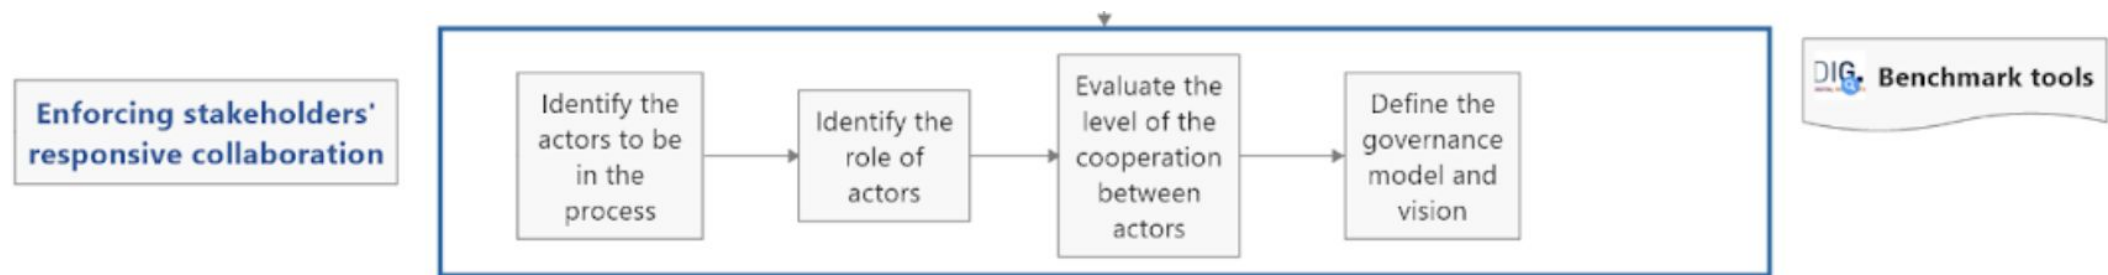 Enforcing stakeholders'
responsive collaboration
Identify the
actors to be
in the
process
Identify the
role of
actors
Evaluate the
level of the
cooperation
between
actors
Define the
governance
model and
vision
DIG.
Benchmark tools